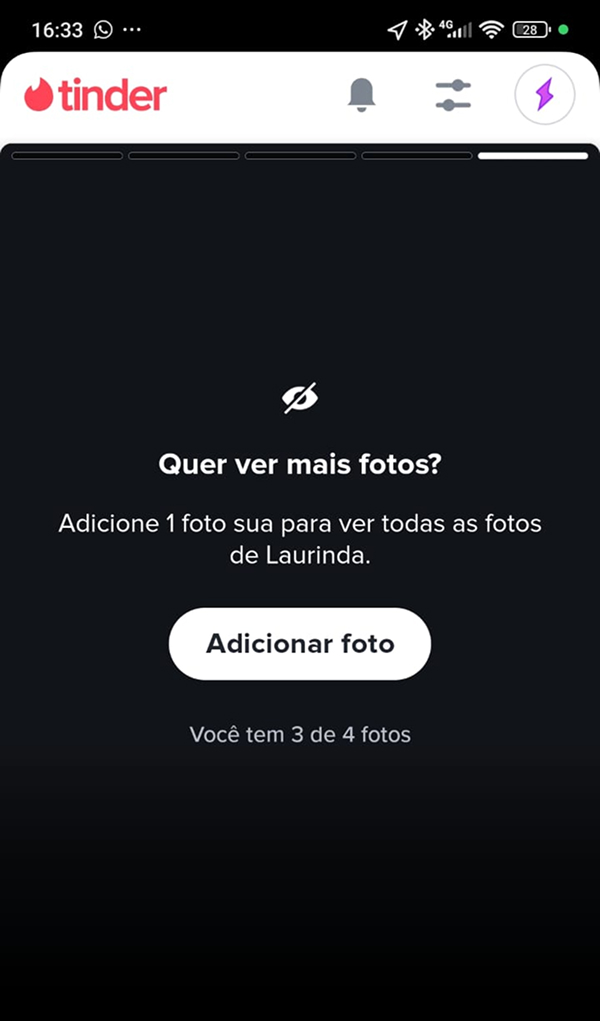 16:33
4G
28
tinder
Quer ver mais fotos?
Adicione 1 foto sua para ver todas as fotos
de Laurinda.
Adicionar foto
Você tem 3 de 4 fotos